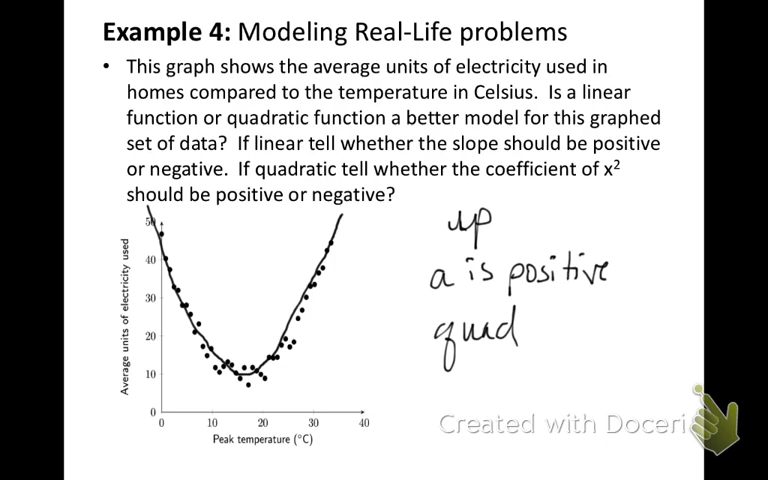 Example 4: Modeling Real-Life problems
• This graph shows the average units of electricity used in
homes compared to the temperature in Celsius. Is a linear
function or quadratic function a better model for this graphed
set of data? If linear tell whether the slope should be positive
or negative. If quadratic tell whether the coefficient of x²
should be positive or negative?
up
a is positive
quad
Average units of electricity used
50
40
30
20
10
0
0 10 20 30 40
Peak temperature (°C)
Created with Doceri